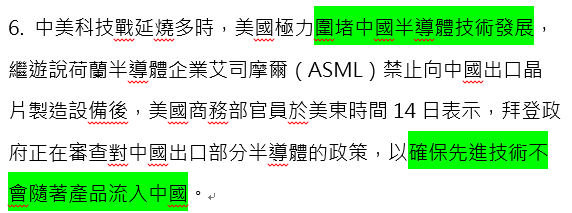 6. 中美科技戰延燒多時，美國極力圍堵中國半導體技術發展，
繼遊說荷蘭半導體企業艾司摩爾（ASML）禁止向中國出口晶
片製造設備後，美國商務部官員於美東時間 14 日表示，拜登政
府正在審查對中國出口部分半導體的政策，以確保先進技術不
會隨著產品流入中國。